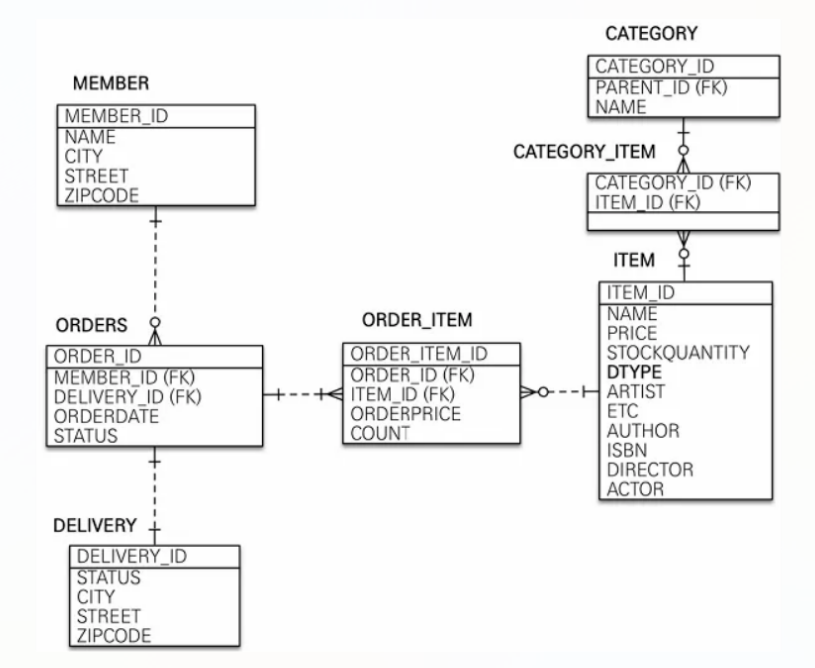 MEMBER
MEMBER_ID
NAME
CITY
STREET
ZIPCODE
ORDERS
ORDER_ID
MEMBER_ID (FK)
DELIVERY_ID (FK)
ORDERDATE
STATUS
DELIVERY
DELIVERY_ID
STATUS
CITY
STREET
ZIPCODE
ORDER_ITEM
ORDER_ITEM_ID
ORDER_ID (FK)
ITEM_ID (FK)
ORDERPRICE
COUNT
CATEGORY
CATEGORY_ID
PARENT_ID (FK)
NAME
CATEGORY_ITEM
CATEGORY_ID (FK)
ITEM_ID (FK)
ITEM
ITEM_ID
NAME
PRICE
STOCKQUANTITY
DTYPE
ARTIST
ETC
AUTHOR
ISBN
DIRECTOR
ACTOR